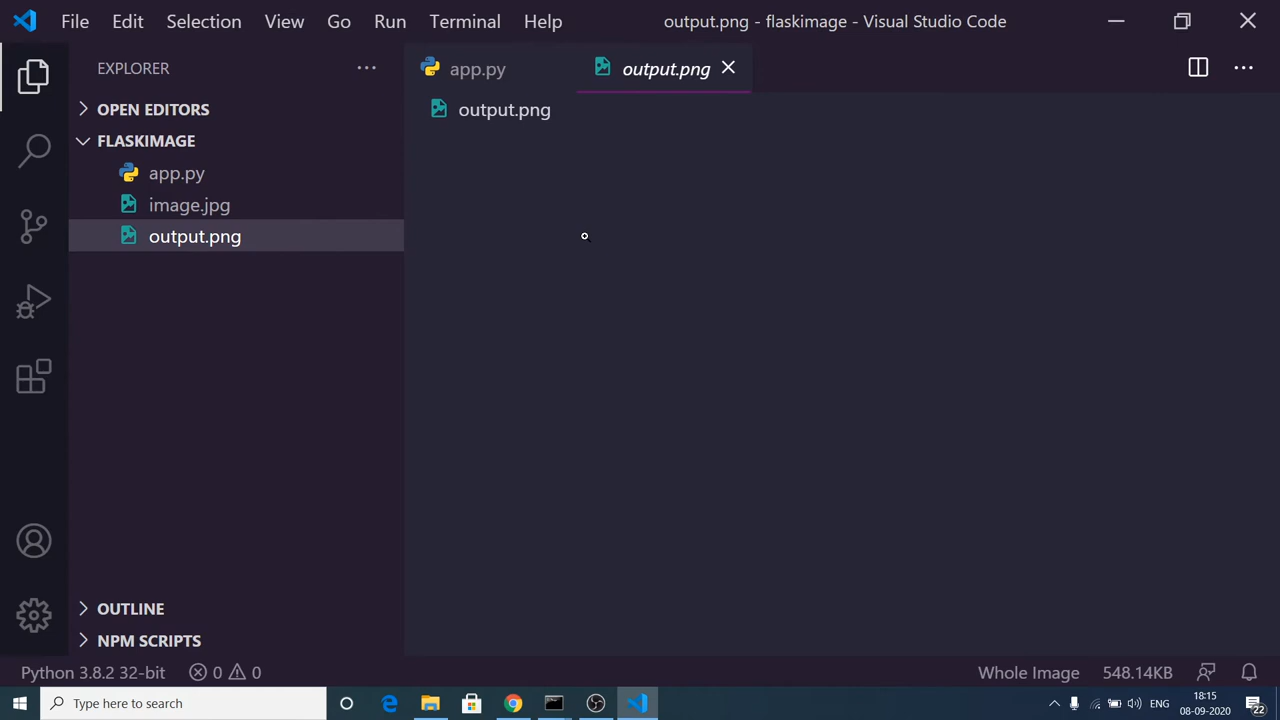 File Edit Selection View Go Run Terminal Help output.png - flaskimage - Visual Studio Code
EXPLORER
app.py output.png
OPEN EDITORS
output.png
FLASKIMAGE
app.py
image.jpg
output.png
OUTLINE
NPM SCRIPTS
Python 3.8.2 32-bit 0 0 Whole Image 548.14KB
Type here to search
ENG
18:15
08-09-2020
22